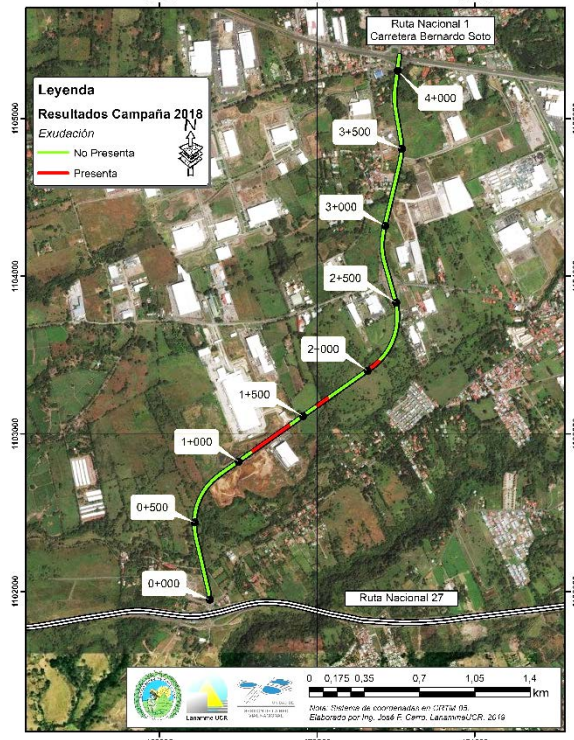 Ruta Nacional 1
Carretera Bernardo Soto
Leyenda
Resultados Campaña 2018
Exudación
N
No Presenta
Presenta
4+000
3+500
3+000
2+500
2+000
1+500
1+000
0+500
0+000
1105000
1104000
1103000
1102000
Ruta Nacional 27
LanammeUCR
0 0,175 0,35 0,7 1,05 1,4
km
Nota: Sistema de coordenadas en CRTM 05.
Elaborado por Ing. José F. Garro. LanammeUCR. 2019